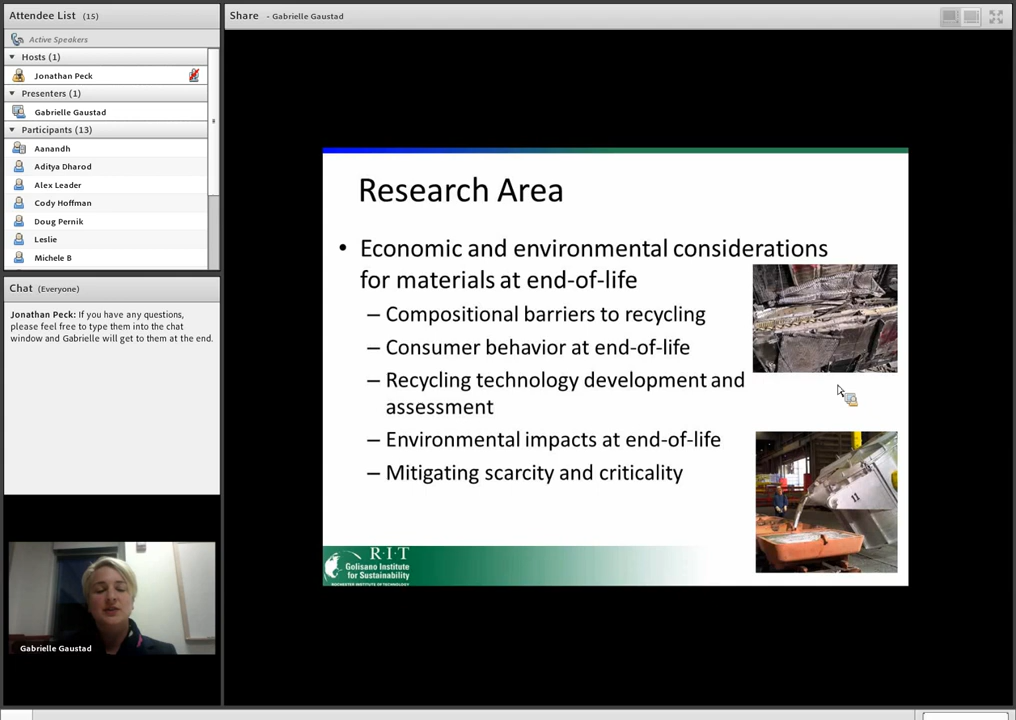 Attendee List (15)
Active Speakers
Hosts (1)
Jonathan Peck
Presenters (1)
Gabrielle Gaustad
Participants (13)
Aanandh
Aditya Dharod
Alex Leader
Cody Hoffman
Doug Pernik
Leslie
Michele B
Chat (Everyone)
Jonathan Peck: If you have any questions,
please feel free to type them into the chat
window and Gabrielle will get to them at the end.
Gabrielle Gaustad
Share - Gabrielle Gaustad
Research Area
• Economic and environmental considerations
for materials at end-of-life
– Compositional barriers to recycling
– Consumer behavior at end-of-life
– Recycling technology development and
assessment
– Environmental impacts at end-of-life
– Mitigating scarcity and criticality
11
R·I·T
Golisano Institute
for Sustainability
ROCHESTER INSTITUTE OF TECHNOLOGY